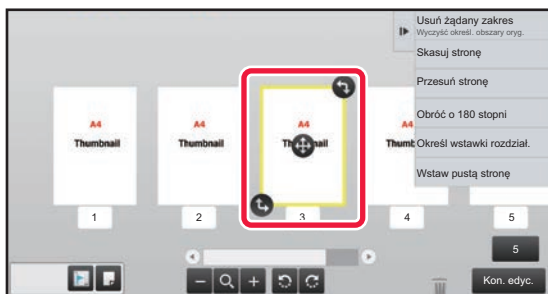 Usuń żądany zakres
Wyczyść określ. obszary oryg.
Skasuj stronę
Przesuń stronę
Obróć o 180 stopni
Określ wstawki rozdział.
Wstaw pustą stronę
A4
Thumbnail
A4
Thumbnail
A4
Thumbnail
A4
Thumb
1
2
3
4
5
5
Kon. edyc.